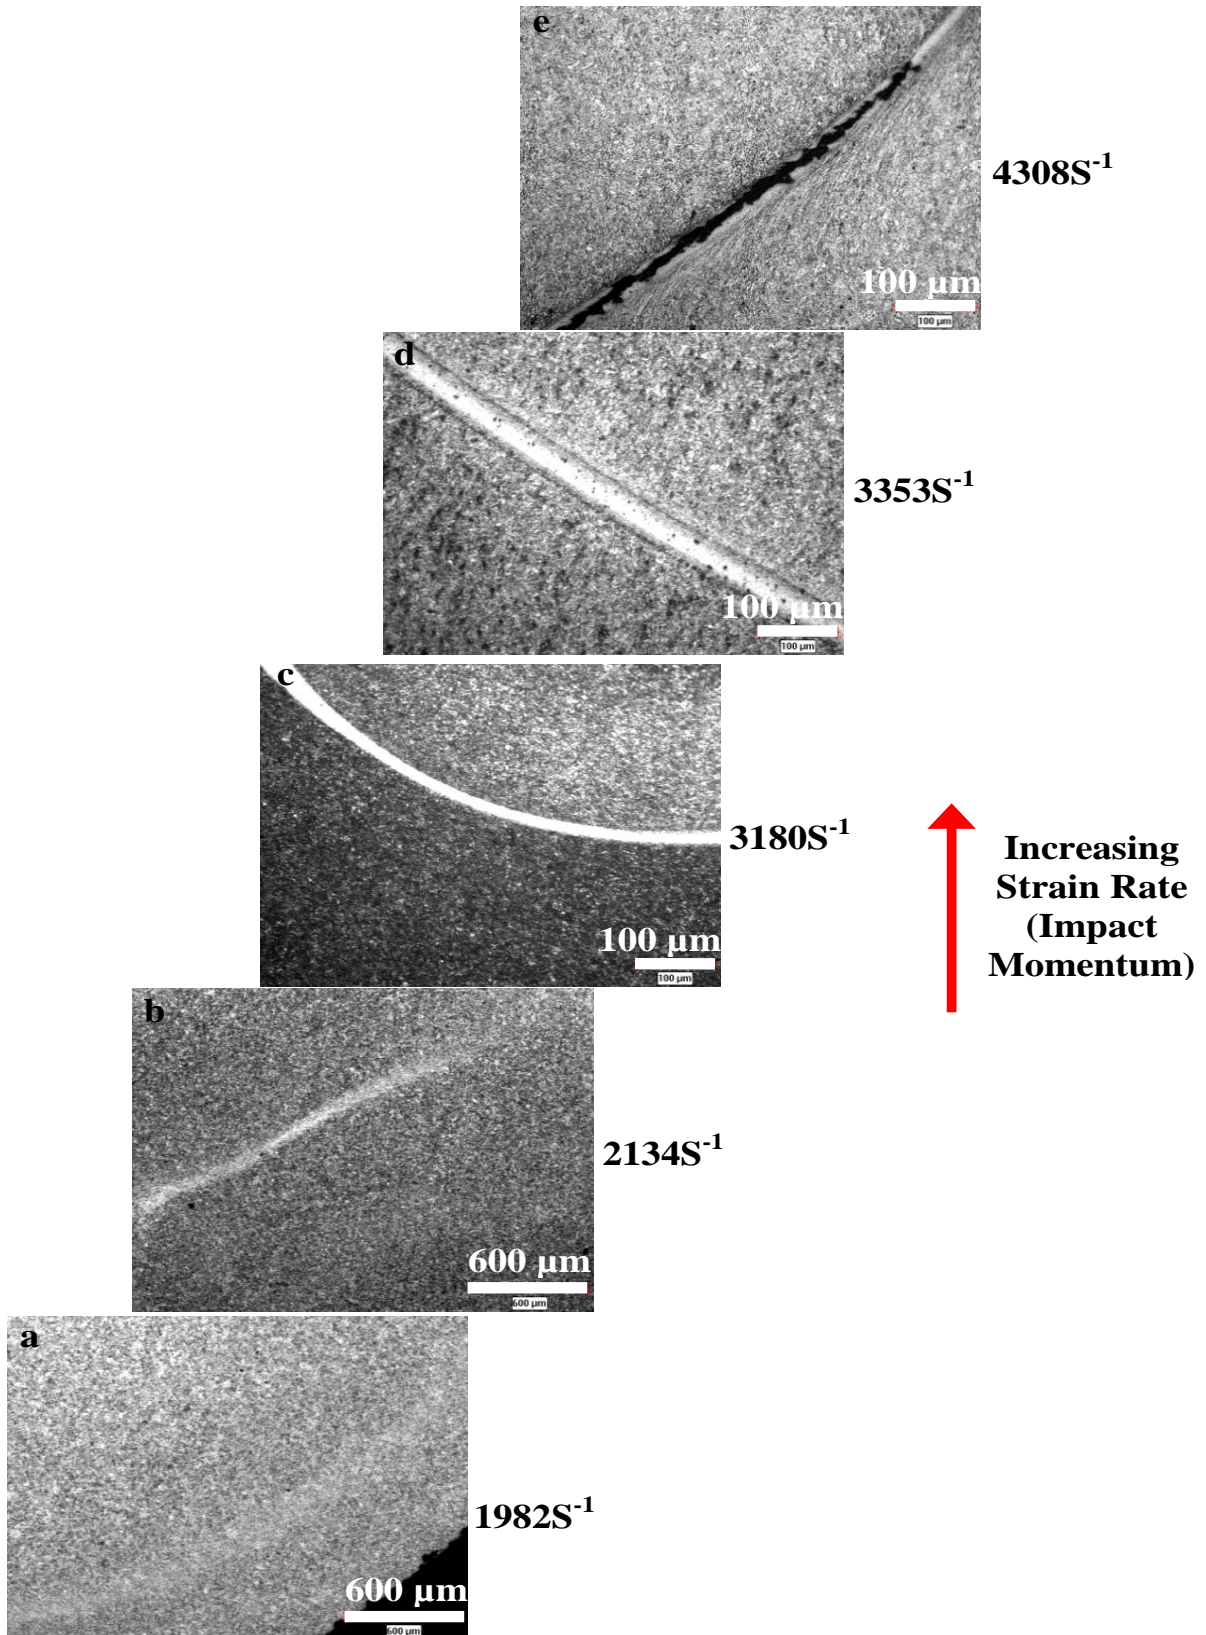 e
4308S⁻¹
100 µm
100 µm
d
3353S⁻¹
100 µm
100 µm
c
3180S⁻¹
100 µm
100 µm
Increasing
Strain Rate
(Impact
Momentum)
b
2134S⁻¹
600 µm
600 µm
a
1982S⁻¹
600 µm
600 µm